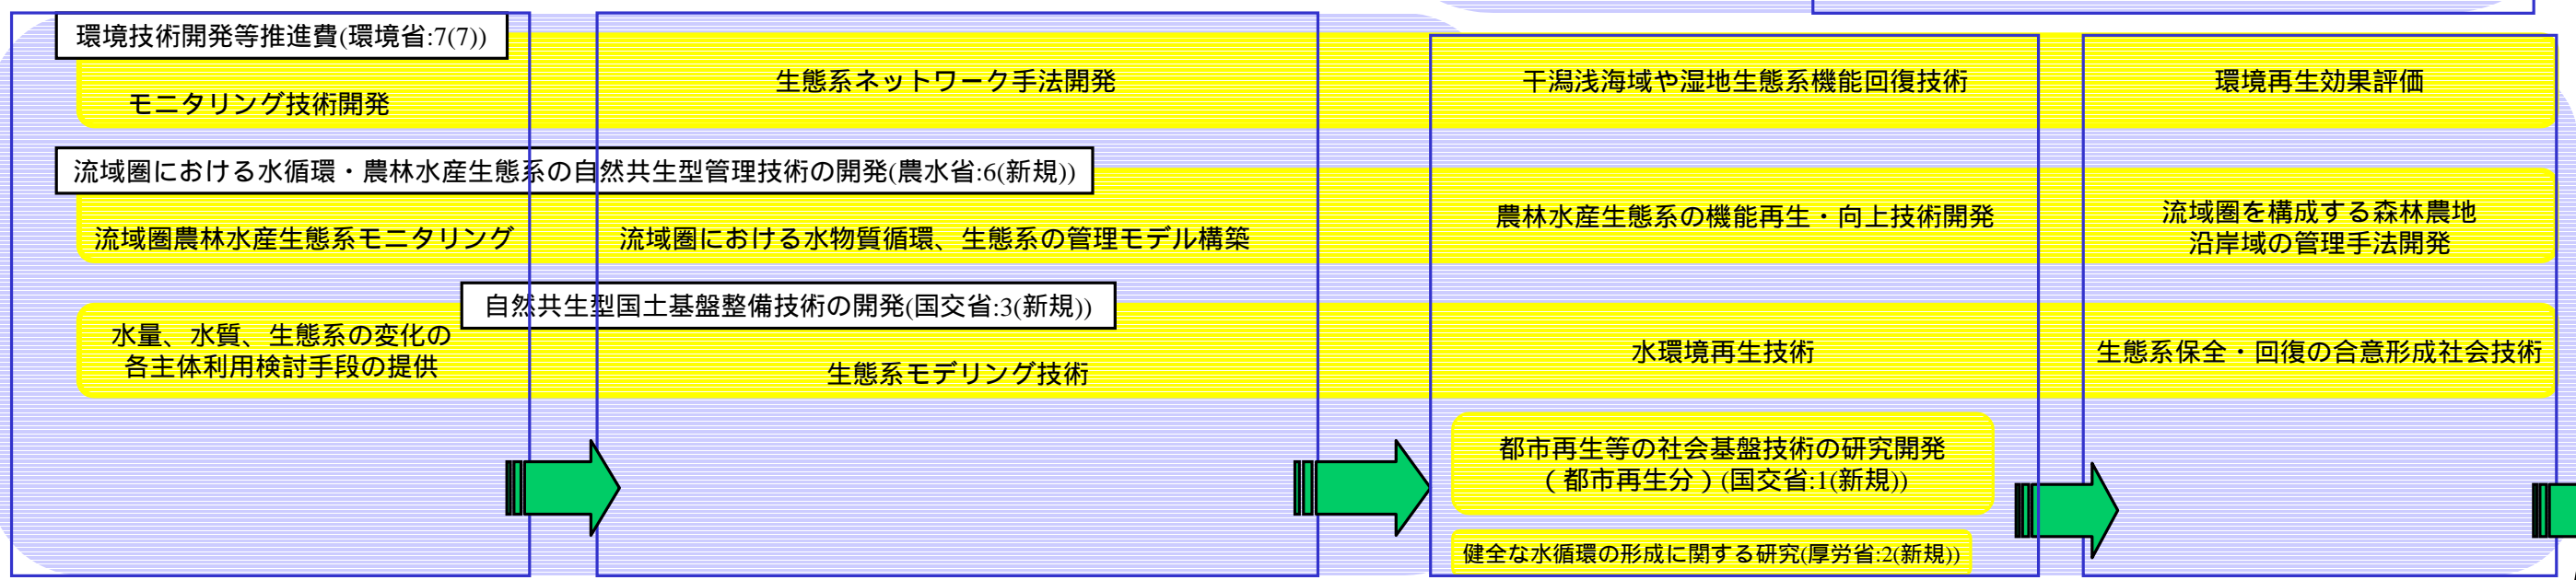 環境技術開発等推進費(環境省:7(7))
モニタリング技術開発
生態系ネットワーク手法開発
干潟浅海域や湿地生態系機能回復技術
環境再生効果評価
流域圏における水循環・農林水産生態系の自然共生型管理技術の開発(農水省:6(新規))
流域圏農林水産生態系モニタリング
流域圏における水物質循環、生態系の管理モデル構築
農林水産生態系の機能再生・向上技術開発
流域圏を構成する森林農地
沿岸域の管理手法開発
自然共生型国土基盤整備技術の開発(国交省:3(新規))
水量、水質、生態系の変化の
各主体利用検討手段の提供
生態系モデリング技術
水環境再生技術
生態系保全・回復の合意形成社会技術
都市再生等の社会基盤技術の研究開発
(都市再生分)(国交省:1(新規))
健全な水循環の形成に関する研究(厚労省:2(新規))